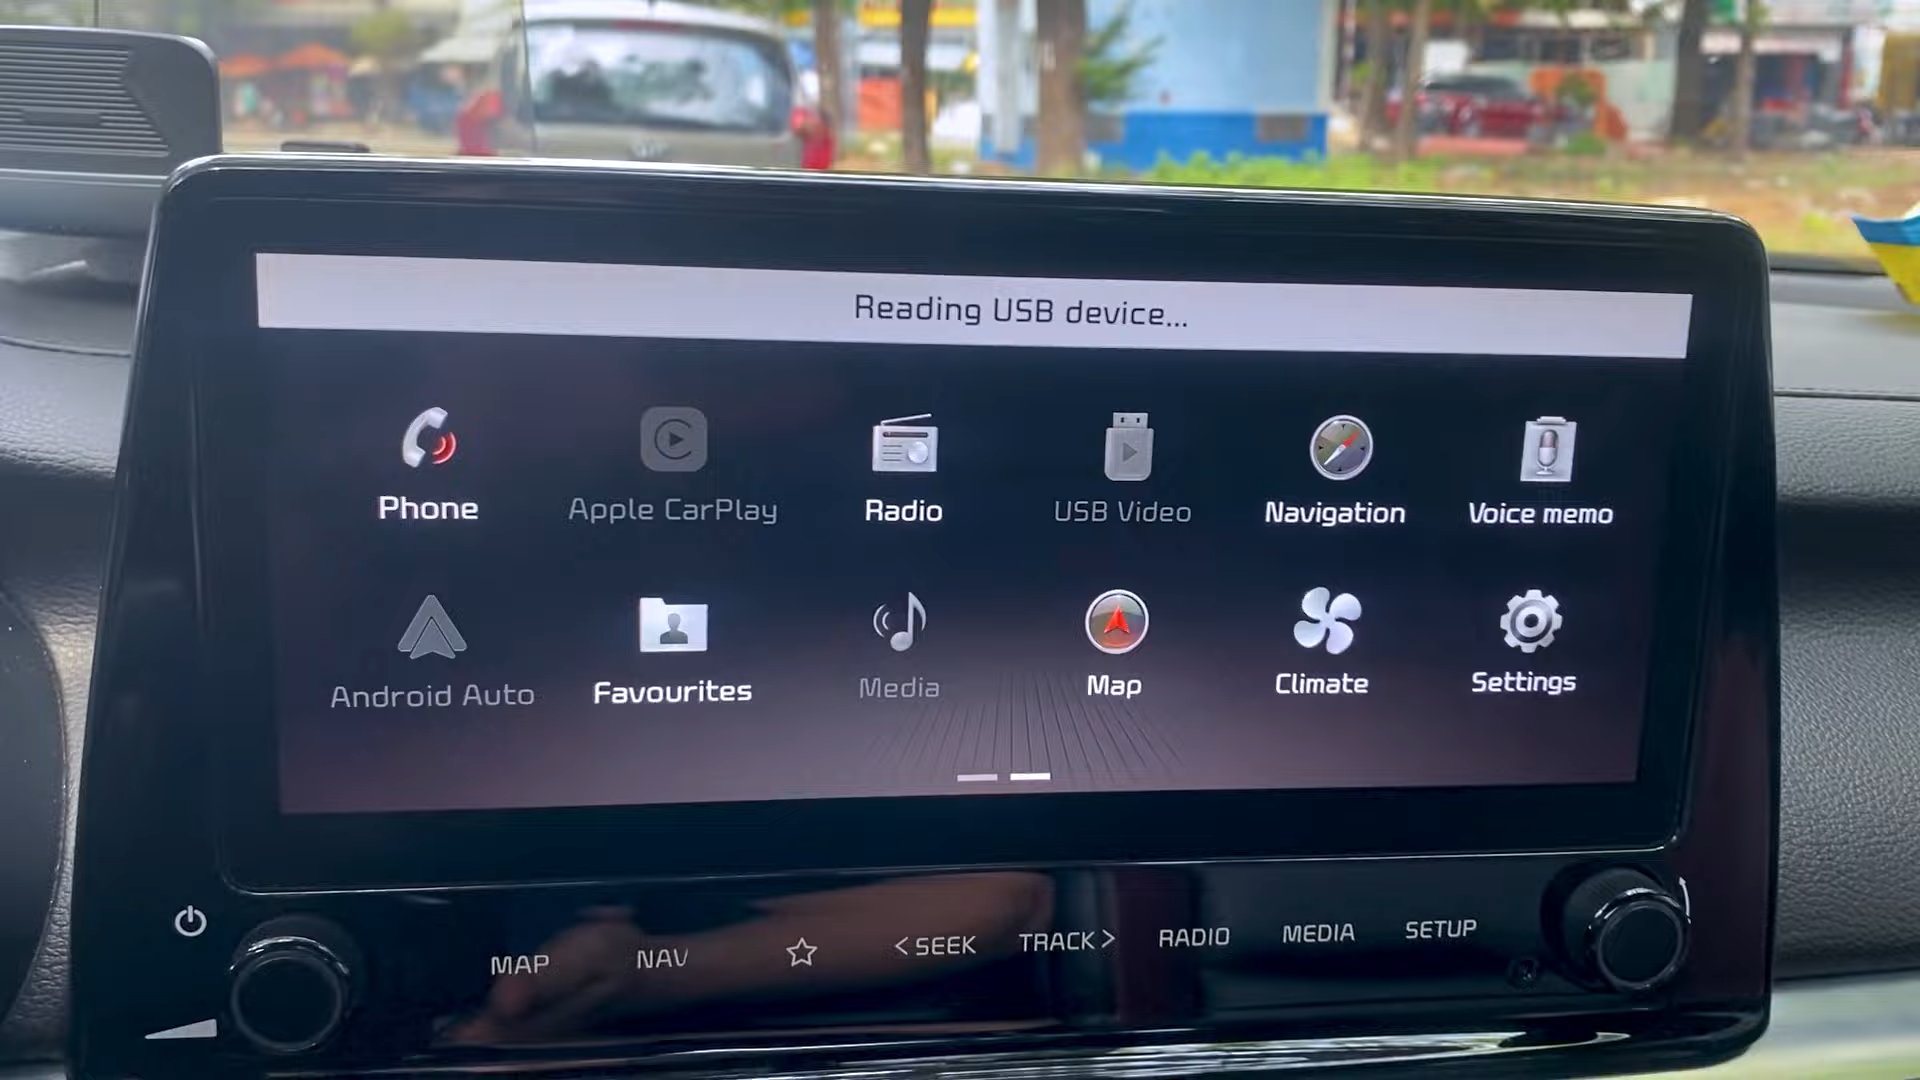 Reading USB device...
Phone
Apple CarPlay
Radio
USB Video
Navigation
Voice memo
Android Auto
Favourites
Media
Map
Climate
Settings
MAP
NAV
< SEEK
TRACK >
RADIO
MEDIA
SETUP